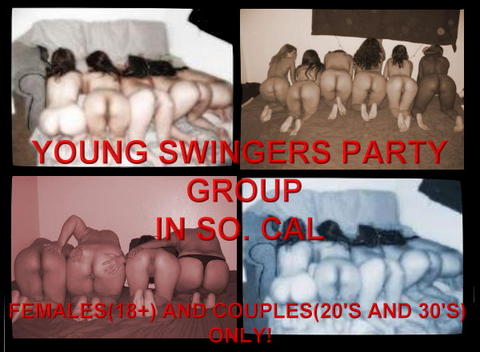 YOUNG SWINGERS PARTY
GROUP
IN SO. CAL
FEMALES(18+) AND COUPLES(20'S AND 30'S)
ONLY!